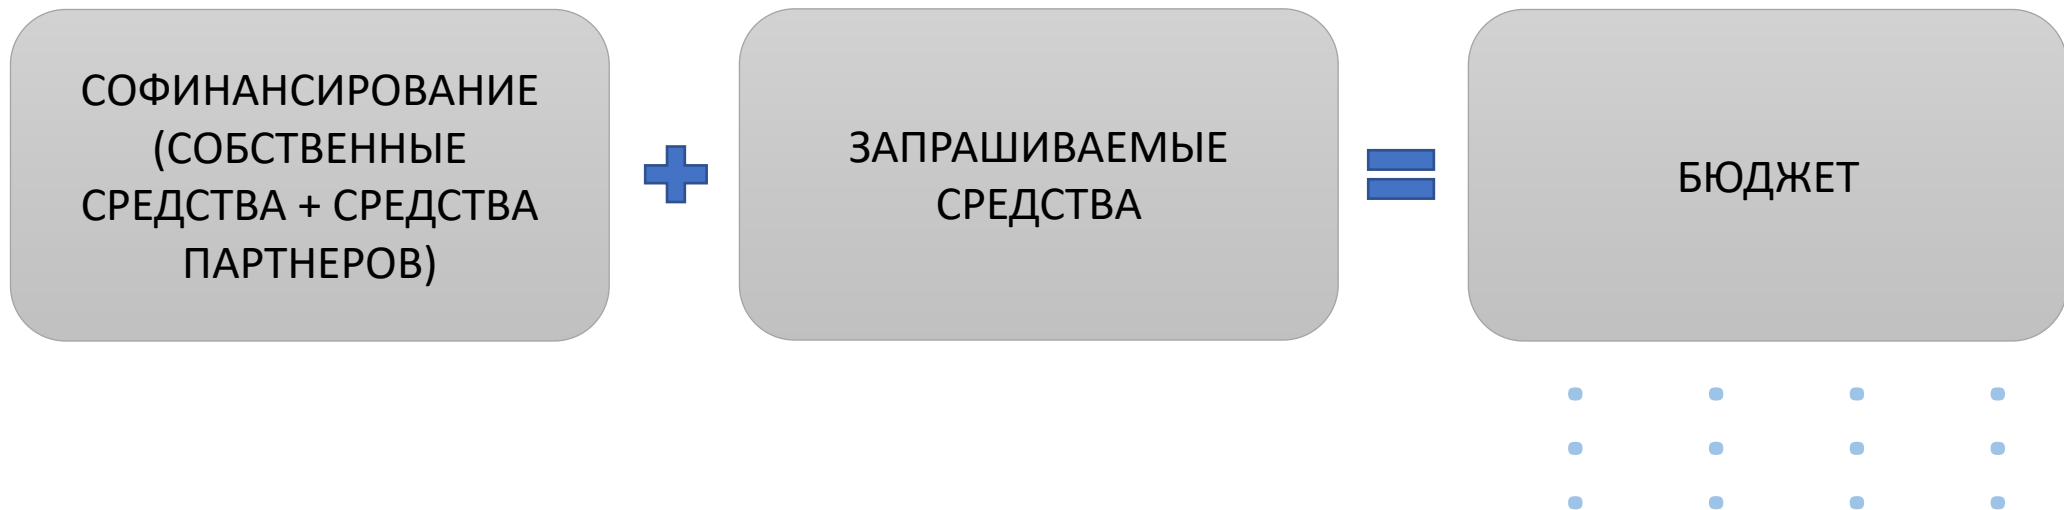 СОФИНАНСИРОВАНИЕ
(СОБСТВЕННЫЕ
СРЕДСТВА + СРЕДСТВА
ПАРТНЕРОВ)
ЗАПРАШИВАЕМЫЕ
СРЕДСТВА
БЮДЖЕТ